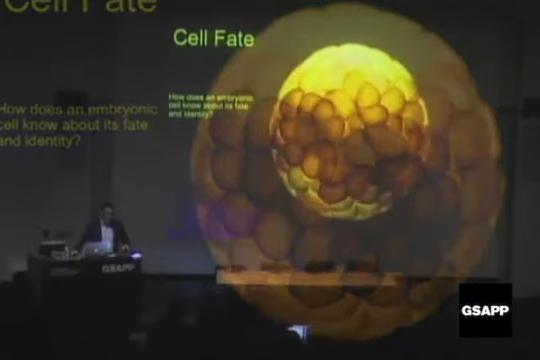 Cell Fate
Cell Fate
How does an embryonic
cell know about its fate
and identity?
How does an embryonic
cell know about its fate
and identity?
GSAPP
GSAPP